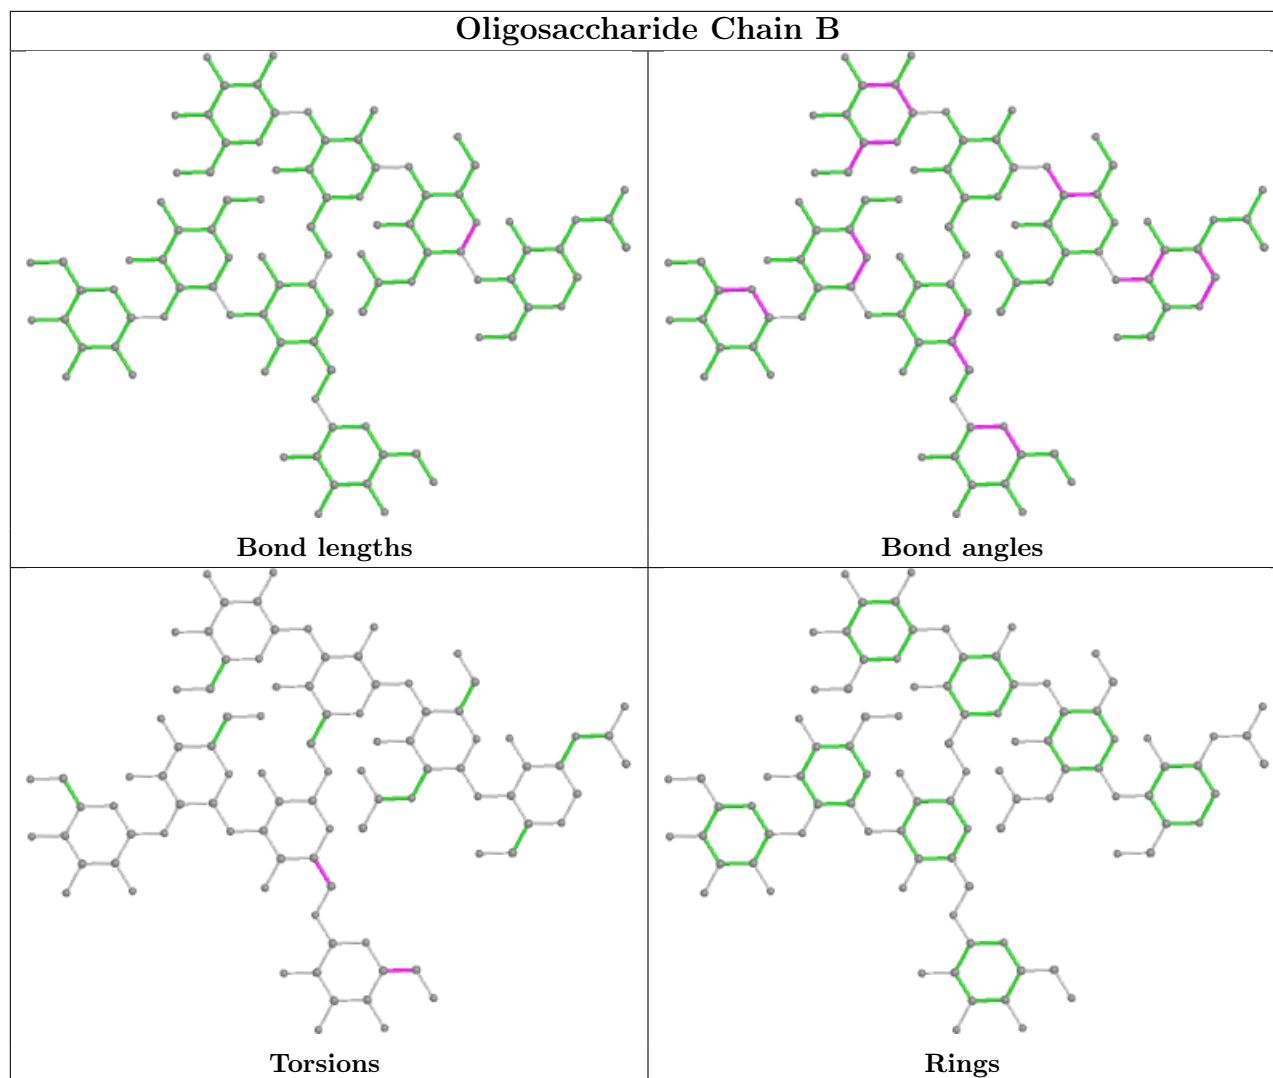 Oligosaccharide Chain B
Bond lengths
Bond angles
Torsions
Rings